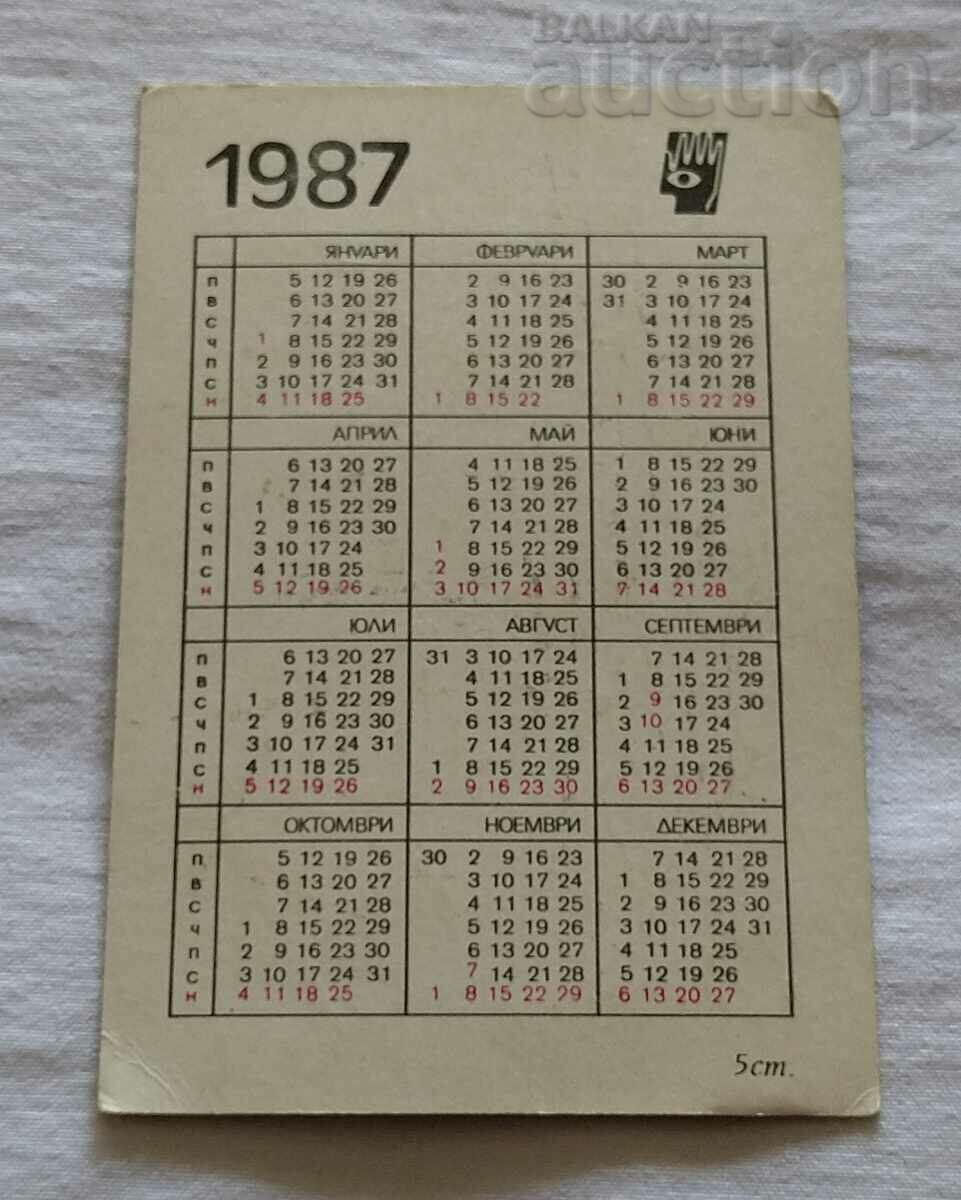 BALKAN
auction
1987
ЯНУАРИ ФЕВРУАРИ МАРТ
П 5 12 19 26 2 9 16 23 30 2 9 16 23
В 6 13 20 27 3 10 17 24 31 3 10 17 24
С 7 14 21 28 4 11 18 25 4 11 18 25
Ч 1 8 15 22 29 5 12 19 26 5 12 19 26
П 2 9 16 23 30 6 13 20 27 6 13 20 27
С 3 10 17 24 31 7 14 21 28 7 14 21 28
Н 4 11 18 25 1 8 15 22 1 8 15 22 29
АПРИЛ МАЙ ЮНИ
П 6 13 20 27 4 11 18 25 1 8 15 22 29
В 7 14 21 28 5 12 19 26 2 9 16 23 30
С 1 8 15 22 29 6 13 20 27 3 10 17 24
Ч 2 9 16 23 30 7 14 21 28 4 11 18 25
П 3 10 17 24 1 8 15 22 29 5 12 19 26
С 4 11 18 25 2 9 16 23 30 6 13 20 27
Н 5 12 19 26 3 10 17 24 31 7 14 21 28
ЮЛИ АВГУСТ СЕПТЕМВРИ
П 6 13 20 27 31 3 10 17 24 7 14 21 28
В 7 14 21 28 4 11 18 25 1 8 15 22 29
С 1 8 15 22 29 5 12 19 26 2 9 16 23 30
Ч 2 9 16 23 30 6 13 20 27 3 10 17 24
П 3 10 17 24 31 7 14 21 28 4 11 18 25
С 4 11 18 25 1 8 15 22 29 5 12 19 26
Н 5 12 19 26 2 9 16 23 30 6 13 20 27
ОКТОМВРИ НОЕМВРИ ДЕКЕМВРИ
П 5 12 19 26 30 2 9 16 23 7 14 21 28
В 6 13 20 27 3 10 17 24 1 8 15 22 29
С 7 14 21 28 4 11 18 25 2 9 16 23 30
Ч 1 8 15 22 29 5 12 19 26 3 10 17 24 31
П 2 9 16 23 30 6 13 20 27 4 11 18 25
С 3 10 17 24 31 7 14 21 28 5 12 19 26
Н 4 11 18 25 1 8 15 22 29 6 13 20 27
5ст.